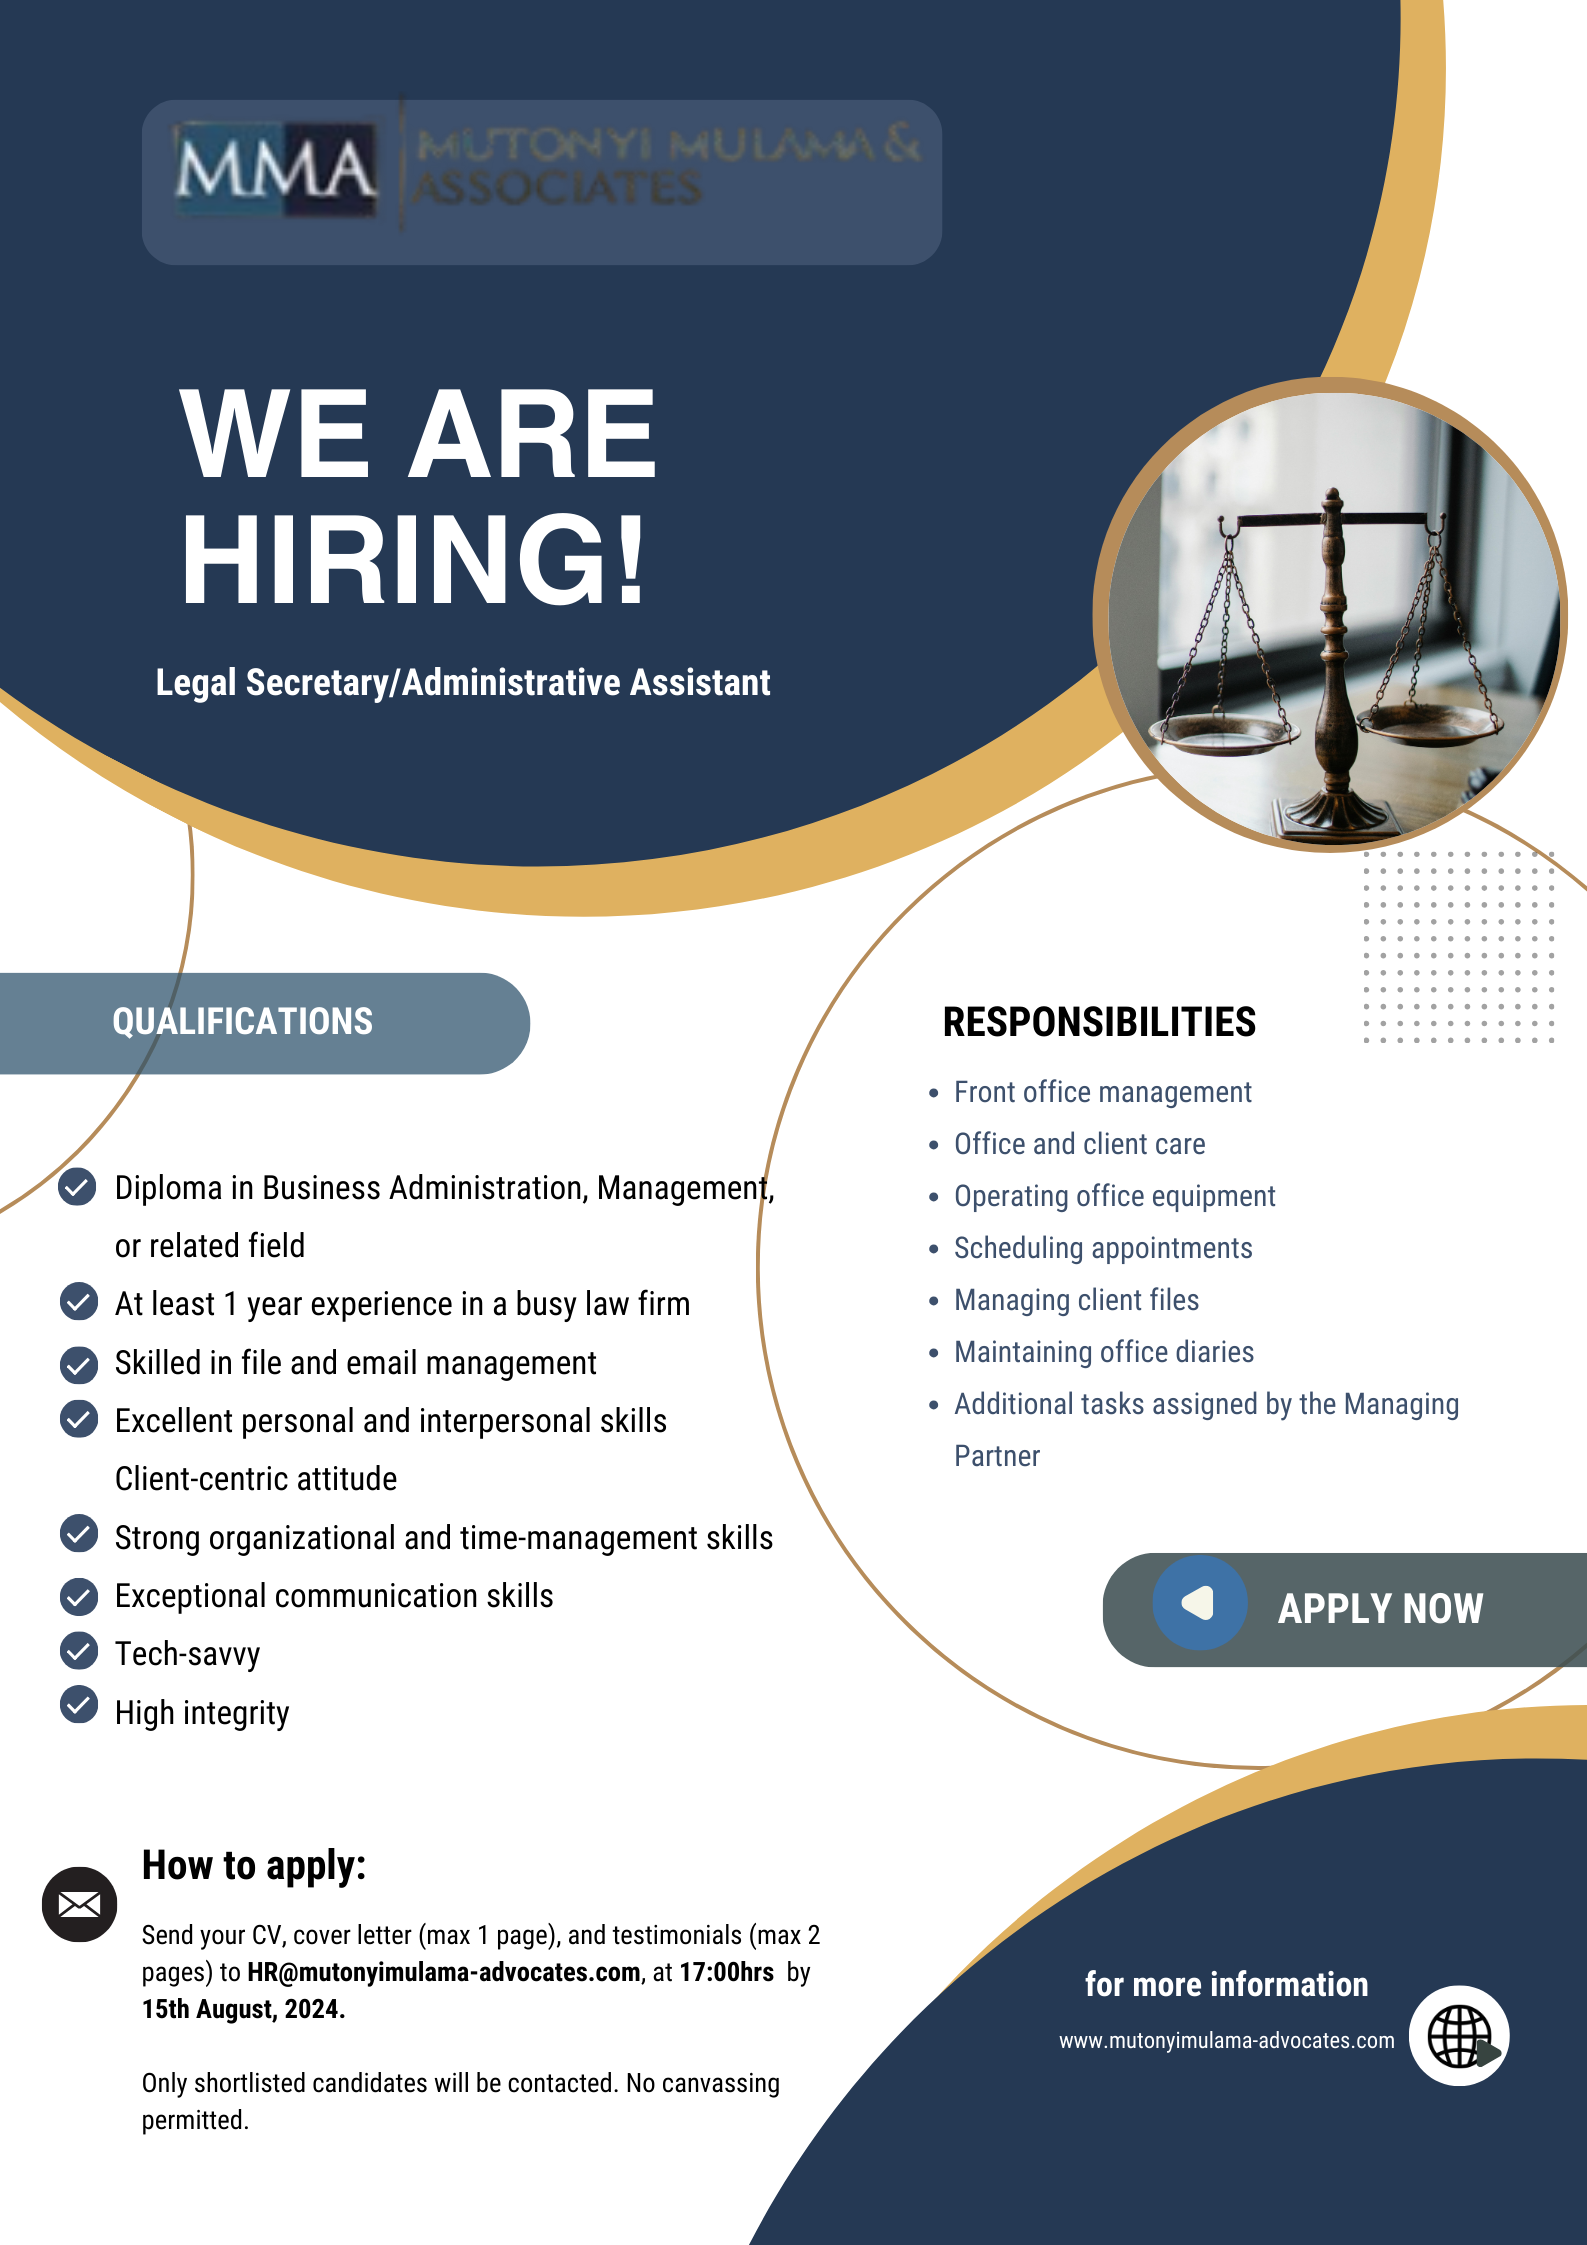 MMA
MUTONYI MULAMA &
ASSOCIATES
WE ARE
HIRING!
Legal Secretary/Administrative Assistant
QUALIFICATIONS
Diploma in Business Administration, Management,
or related field
At least 1 year experience in a busy law firm
Skilled in file and email management
Excellent personal and interpersonal skills
Client-centric attitude
Strong organizational and time-management skills
Exceptional communication skills
Tech-savvy
High integrity
RESPONSIBILITIES
• Front office management
• Office and client care
• Operating office equipment
• Scheduling appointments
• Managing client files
• Maintaining office diaries
• Additional tasks assigned by the Managing
Partner
APPLY NOW
How to apply:
Send your CV, cover letter (max 1 page), and testimonials (max 2
pages) to HR@mutonyimulama-advocates.com, at 17:00hrs by
15th August, 2024.
Only shortlisted candidates will be contacted. No canvassing
permitted.
for more information
www.mutonyimulama-advocates.com